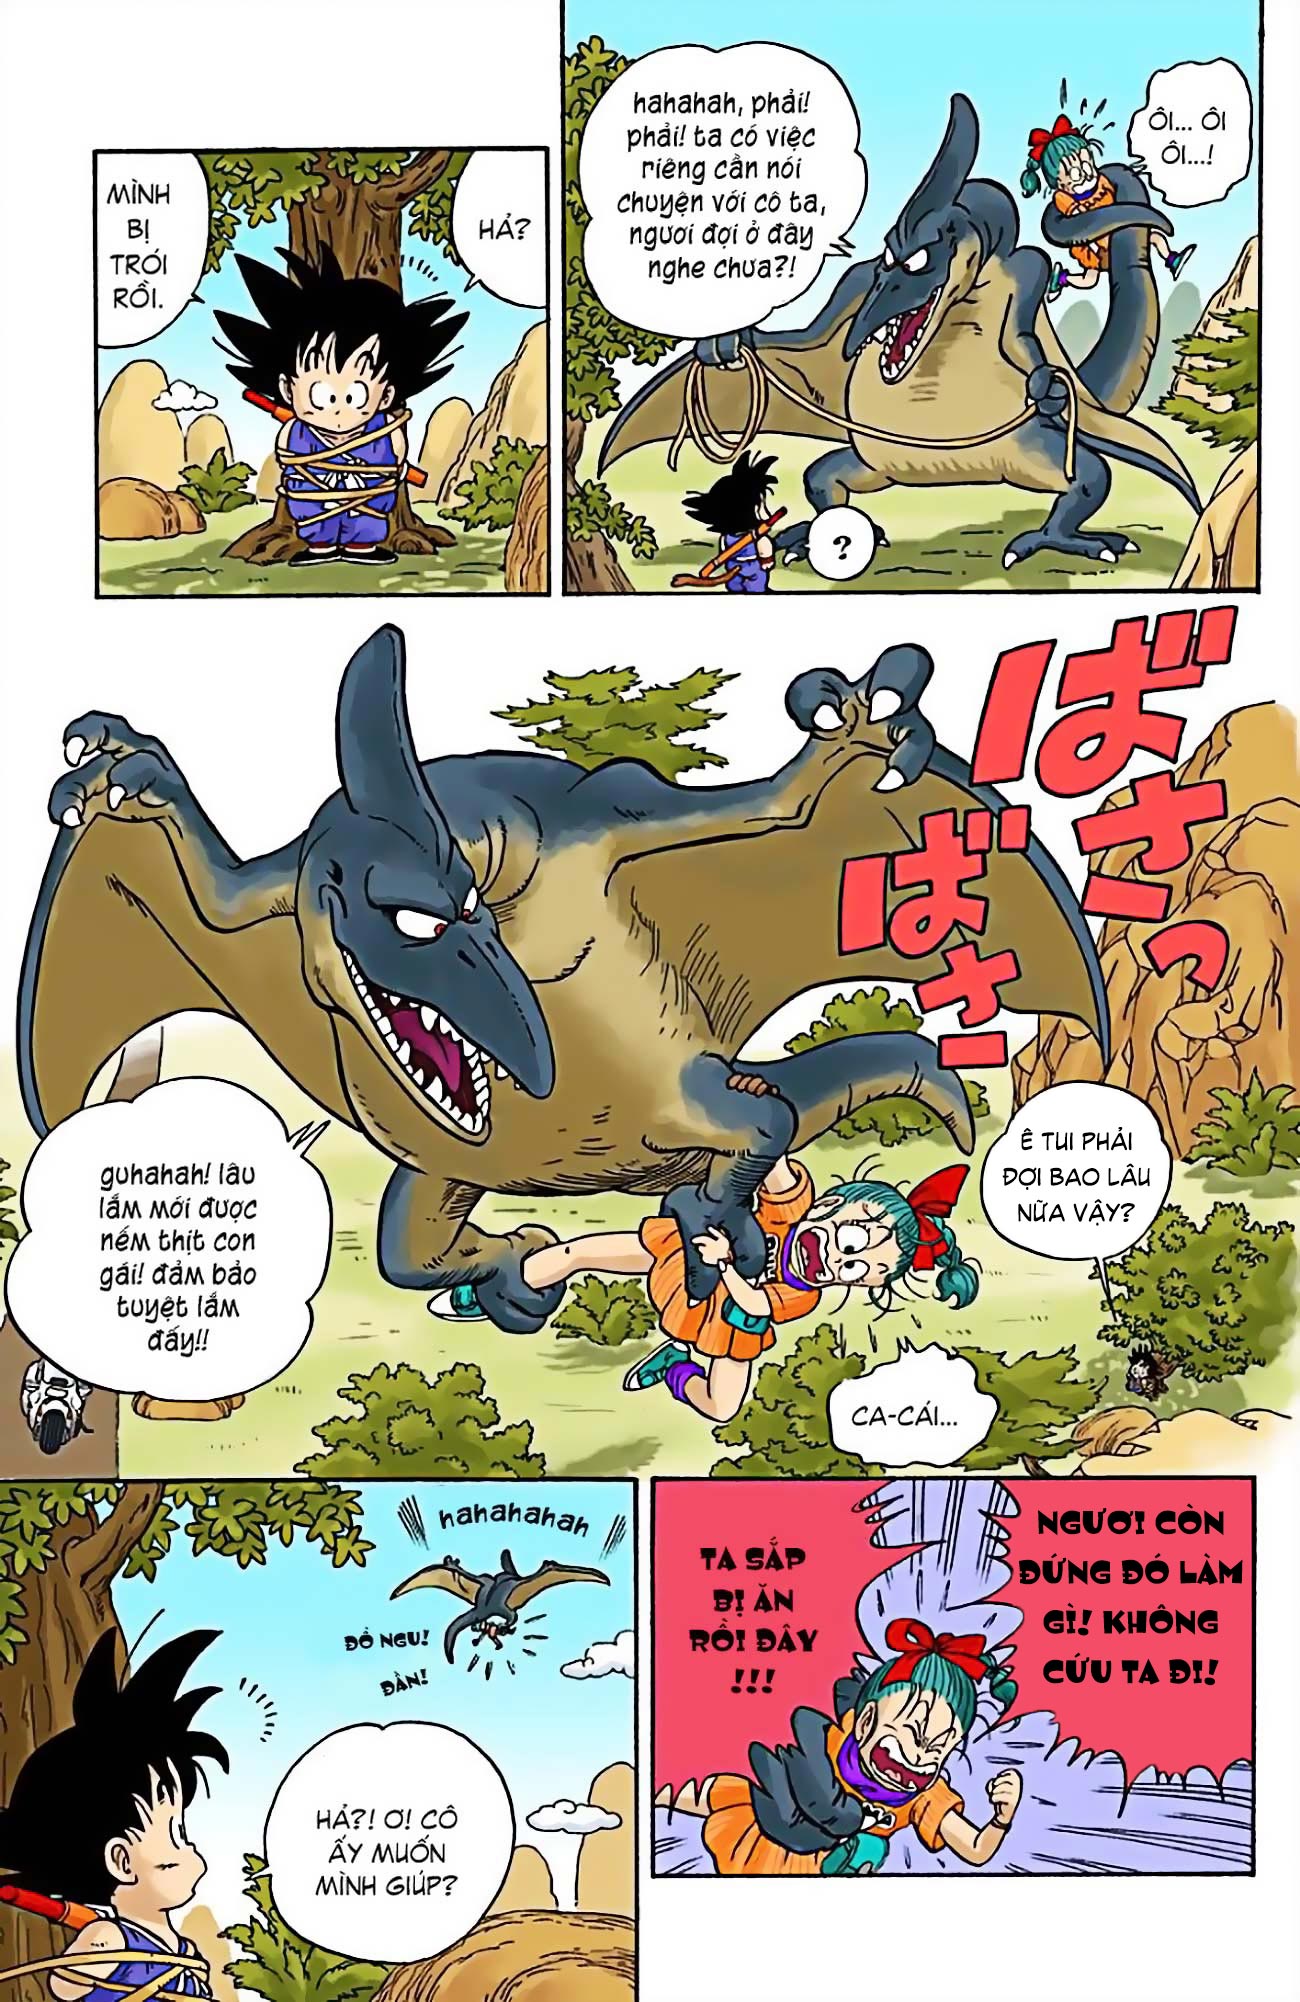 ÔI... ÔI
ÔI...!
hahahah, phải!
phải! ta có việc
riêng cần nói
chuyện với cô ta,
ngươi đợi ở đây
nghe chưa?!
?
HẢ?
MÌNH
BỊ
TRÓI
RỒI.
ばさっ
ばさ
Ê TUI PHẢI
ĐỢI BAO LÂU
NỮA VẬY?
guhahah! lâu
lắm mới được
nếm thịt con
gái! đảm bảo
tuyệt lắm
đấy!!
CA-CÁI...
NGƯƠI CÒN
ĐỨNG ĐÓ LÀM
GÌ! KHÔNG
CỨU TA ĐI!
TA SẮP
BỊ ĂN
RỒI ĐÂY
!!!
hahahahah
ĐỒ NGU!
ĐẦN!
HẢ?! Ơ! CÔ
ẤY MUỐN
MÌNH GIÚP?